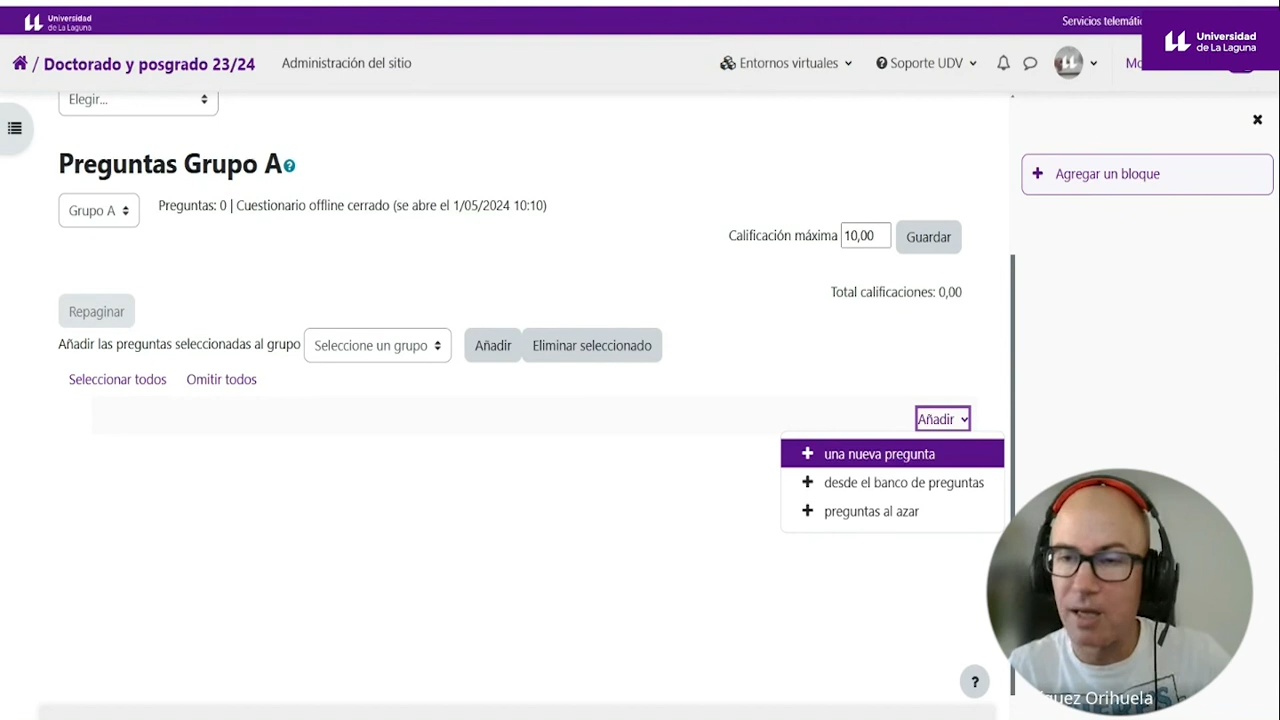 Universidad
de La Laguna
Servicios telemátic
Universidad
de La Laguna
/ Doctorado y posgrado 23/24
Administración del sitio
Entornos virtuales
Soporte UDV
Mo
Elegir...
Preguntas Grupo A
Grupo A
Preguntas: 0 | Cuestionario offline cerrado (se abre el 1/05/2024 10:10)
Agregar un bloque
Calificación máxima 10,00 Guardar
Total calificaciones: 0,00
Repaginar
Añadir las preguntas seleccionadas al grupo Seleccione un grupo Añadir Eliminar seleccionado
Seleccionar todos Omitir todos
Añadir
una nueva pregunta
desde el banco de preguntas
preguntas al azar
?
guez Orihuela